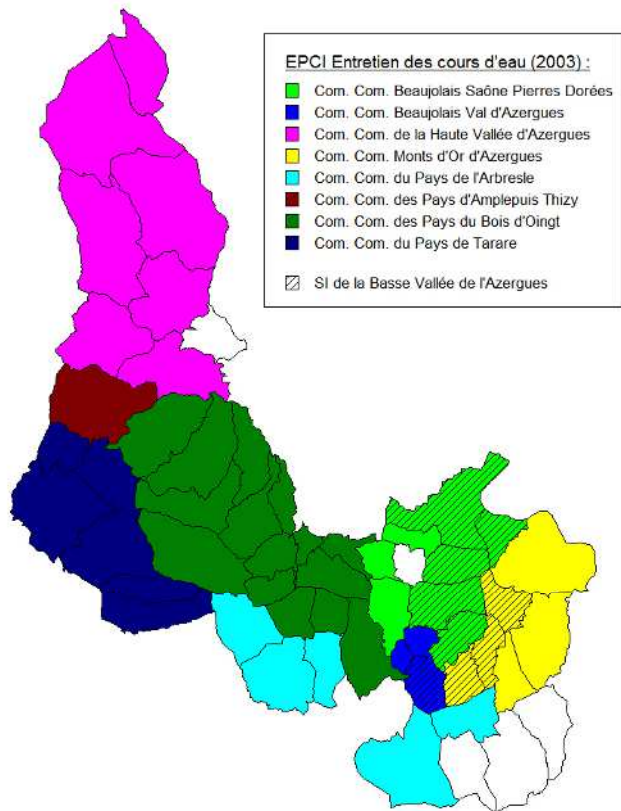 EPCI Entretien des cours d'eau (2003) :
Com. Com. Beaujolais Saône Pierres Dorées
Com. Com. Beaujolais Val d'Azergues
Com. Com. de la Haute Vallée d'Azergues
Com. Com. Monts d'Or d'Azergues
Com. Com. du Pays de l'Arbresle
Com. Com. des Pays d'Amplepuis Thizy
Com. Com. des Pays du Bois d'Oingt
Com. Com. du Pays de Tarare
SI de la Basse Vallée de l'Azergues